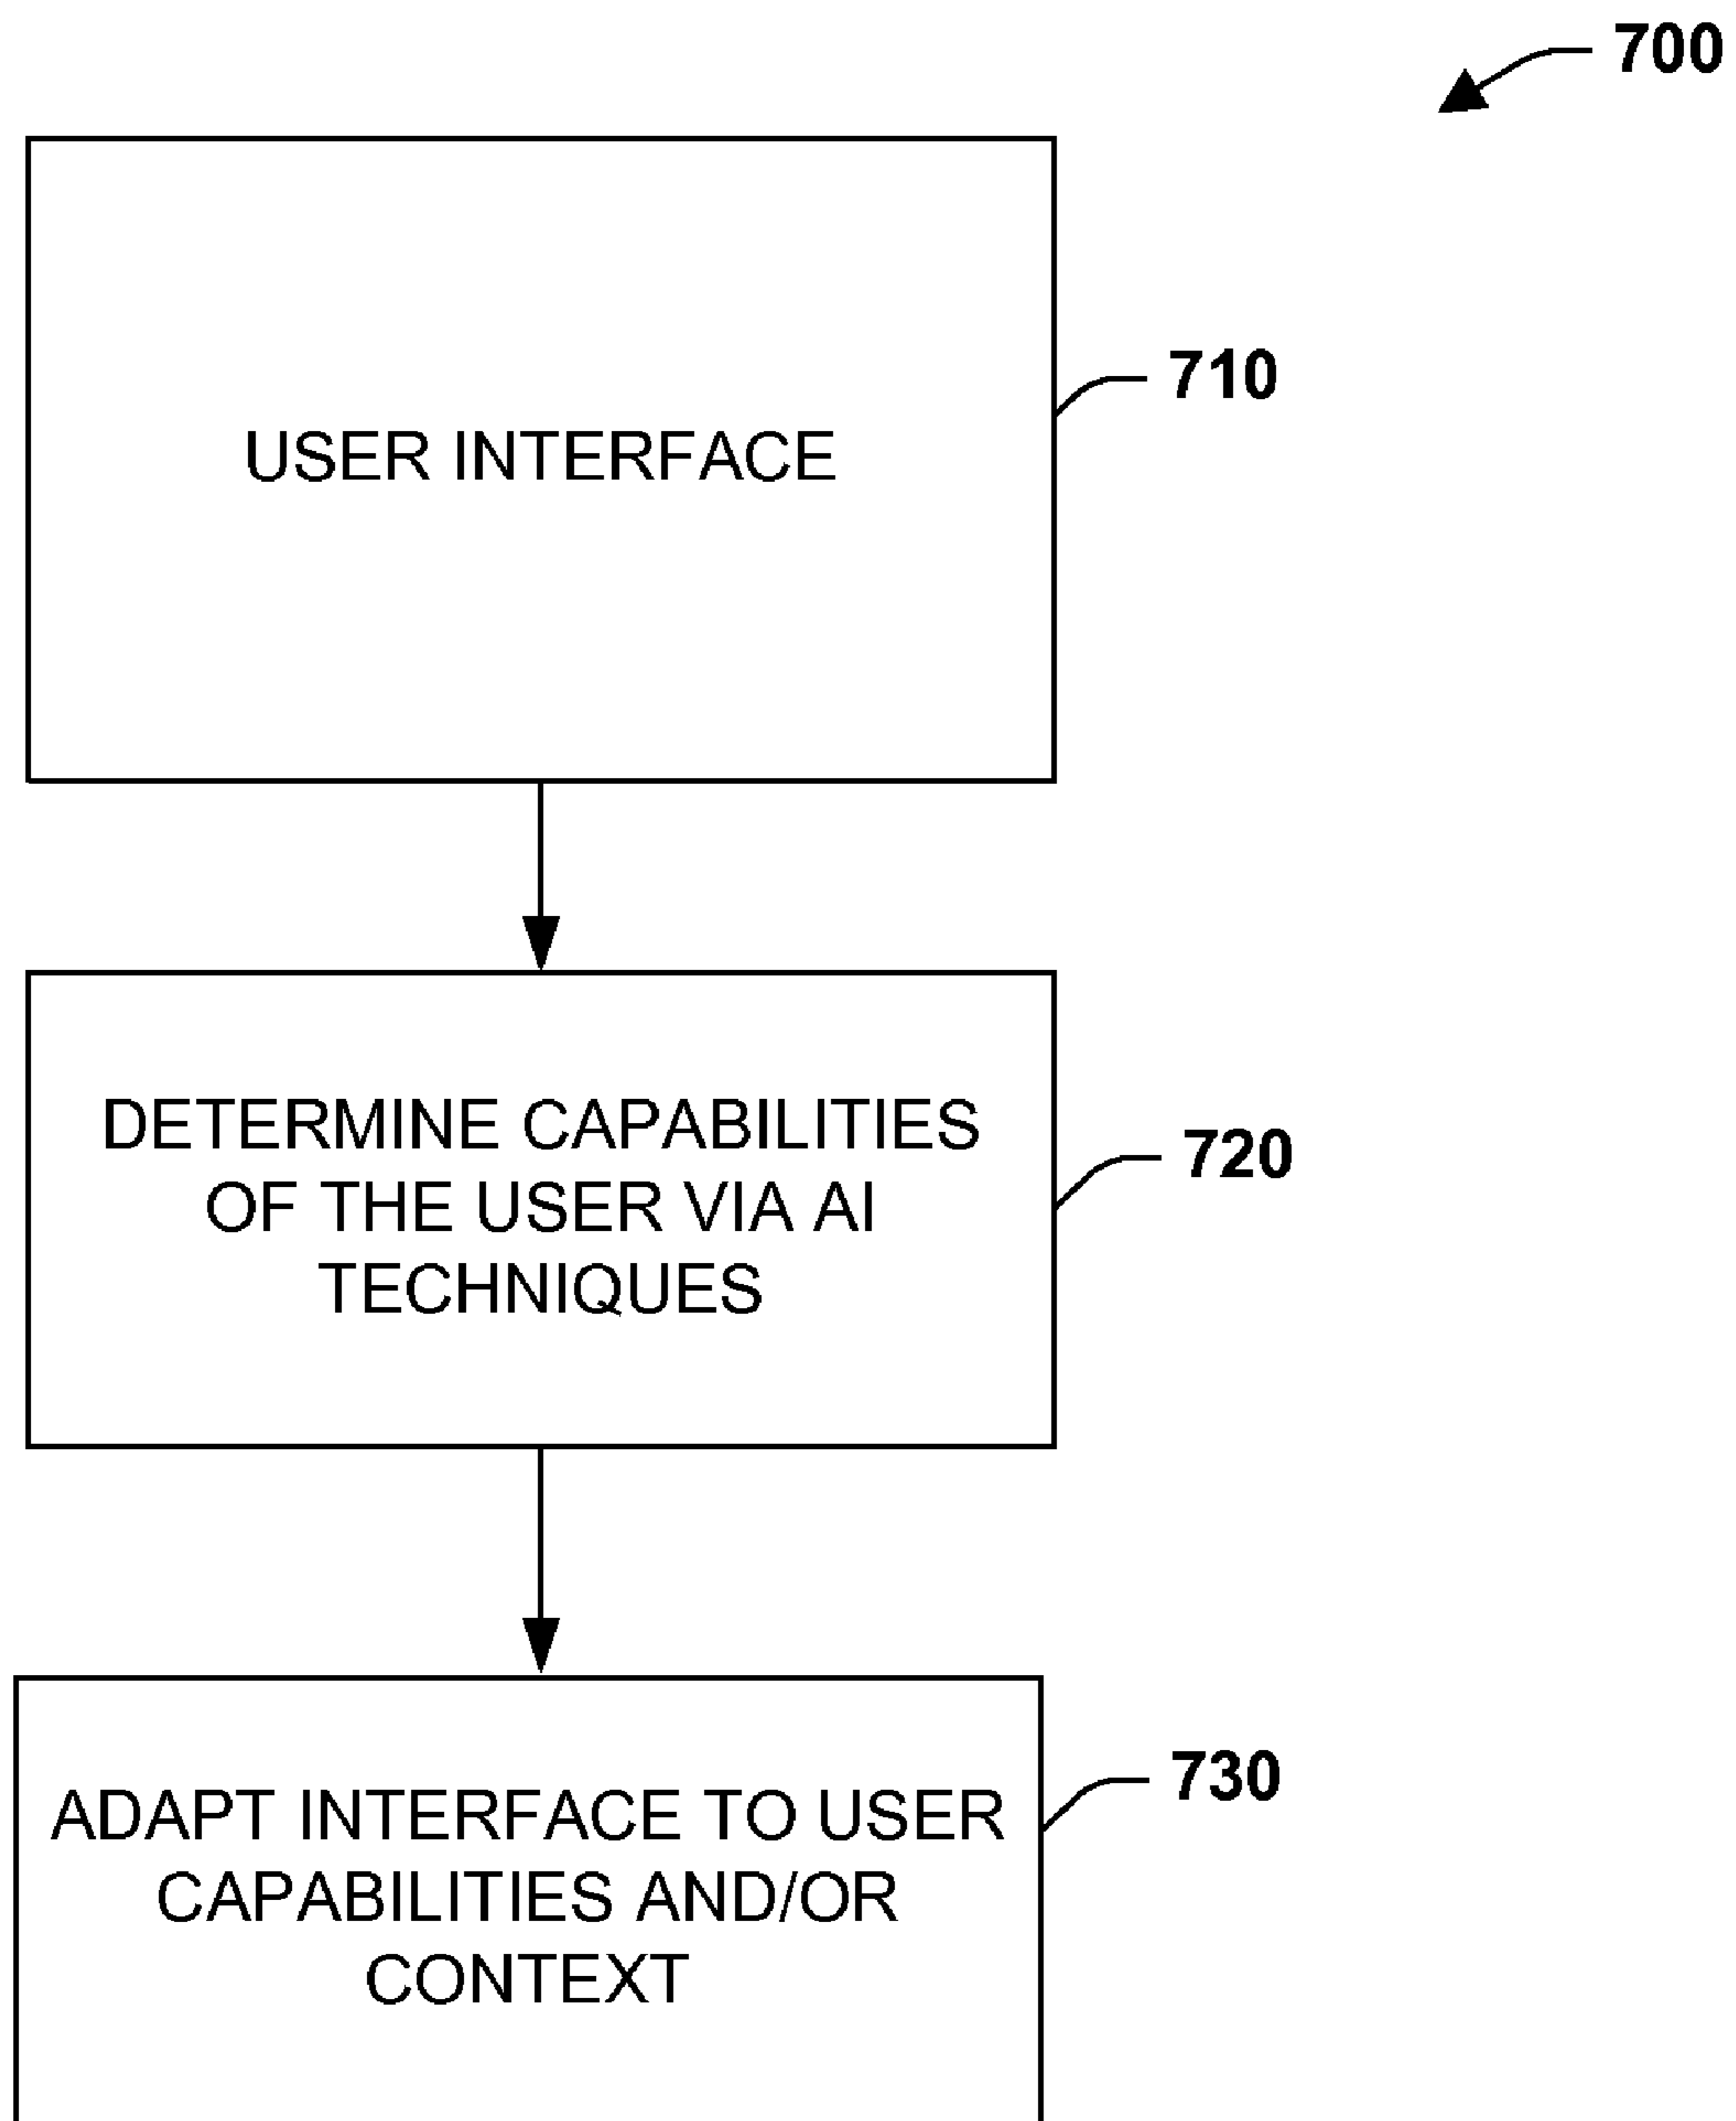 700
710
USER INTERFACE
DETERMINE CAPABILITIES
720
OF THE USER VIA AI
TECHNIQUES
730
ADAPT INTERFACE TO USER
CAPABILITIES AND/OR
CONTEXT